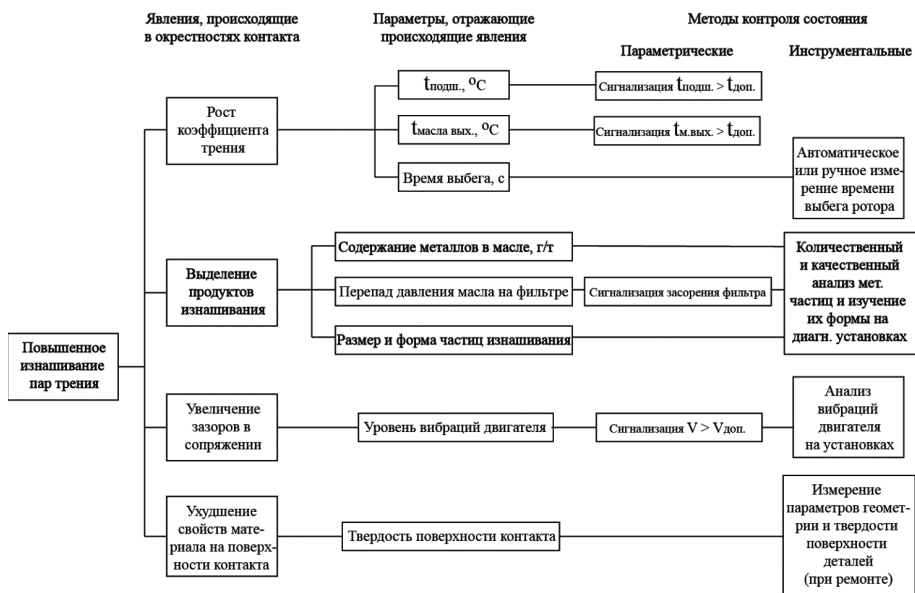 Явления, происходящие
в окрестностях контакта
Параметры, отражающие
происходящие явления
Методы контроля состояния
Параметрические
Инструментальные
Рост
коэффициента
трения
tподш., °C
Сигнализация tподш. > tдоп.
tмасла вых., °C
Сигнализация tм.вых. > tдоп.
Время выбега, с
Автоматическое
или ручное изме-
рение времени
выбега ротора
Выделение
продуктов
изнашивания
Содержание металлов в масле, г/т
Перепад давления масла на фильтре
Сигнализация засорения фильтра
Размер и форма частиц изнашивания
Количественный
и качественный
анализ мет.
частиц и изучение
их формы на
диагн. установках
Повышенное
изнашивание
пар трения
Увеличение
зазоров в
сопряжении
Уровень вибраций двигателя
Сигнализация V > Vдоп.
Анализ
вибраций
двигателя
на установках
Ухудшение
свойств мате-
риала на поверх-
ности контакта
Твердость поверхности контакта
Измерение
параметров геомет-
рии и твердости
поверхности
деталей
(при ремонте)